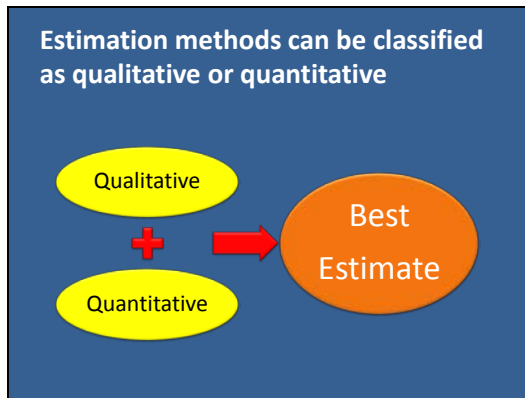 Estimation methods can be classified
as qualitative or quantitative
Qualitative
Quantitative
Best
Estimate